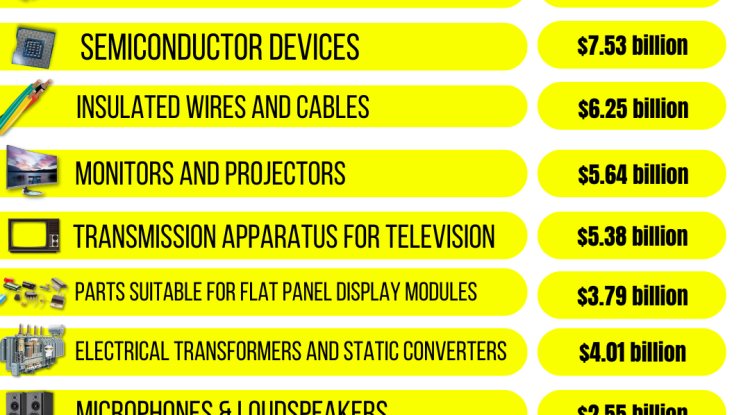 SEMICONDUCTOR DEVICES $7.53 billion
INSULATED WIRES AND CABLES $6.25 billion
MONITORS AND PROJECTORS $5.64 billion
TRANSMISSION APPARATUS FOR TELEVISION $5.38 billion
PARTS SUITABLE FOR FLAT PANEL DISPLAY MODULES $3.79 billion
ELECTRICAL TRANSFORMERS AND STATIC CONVERTERS $4.01 billion
MICROPHONES & LOUDSPEAKERS $2.55 billion